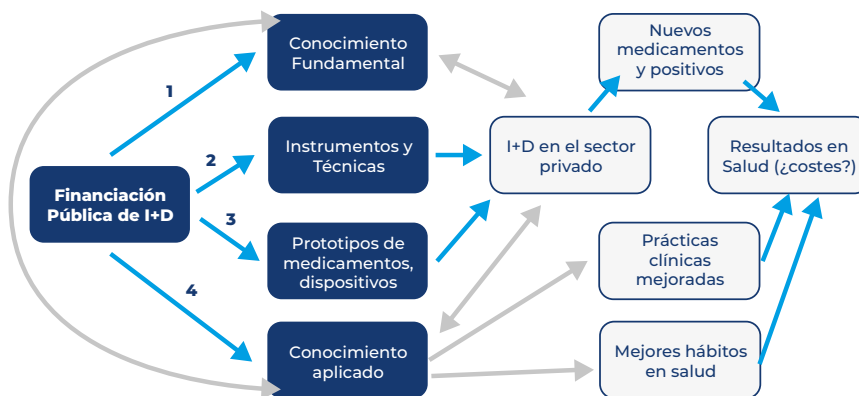 Conocimiento
Fundamental
Nuevos
medicamentos
y positivos
1
2
Instrumentos y
Técnicas
I+D en el sector
privado
Resultados en
Salud (¿costes?)
Financiación
Pública de I+D
3
Prototipos de
medicamentos,
dispositivos
Prácticas
clínicas
mejoradas
4
Conocimiento
aplicado
Mejores hábitos
en salud